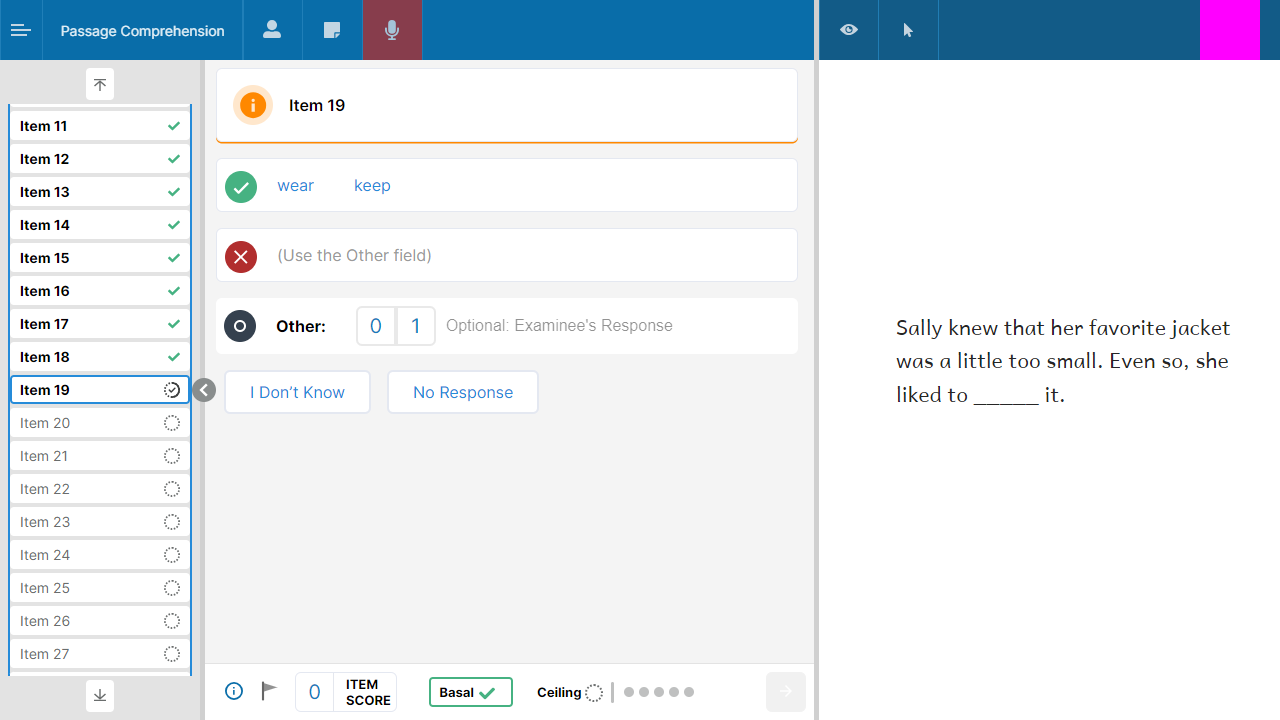 Passage Comprehension
Item 11
Item 12
Item 13
Item 14
Item 15
Item 16
Item 17
Item 18
Item 19
Item 20
Item 21
Item 22
Item 23
Item 24
Item 25
Item 26
Item 27
Item 19
wear keep
(Use the Other field)
Other: 0 1 Optional: Examinee's Response
I Don’t Know No Response
0 ITEM SCORE Basal Ceiling
Sally knew that her favorite jacket
was a little too small. Even so, she
liked to _____ it.